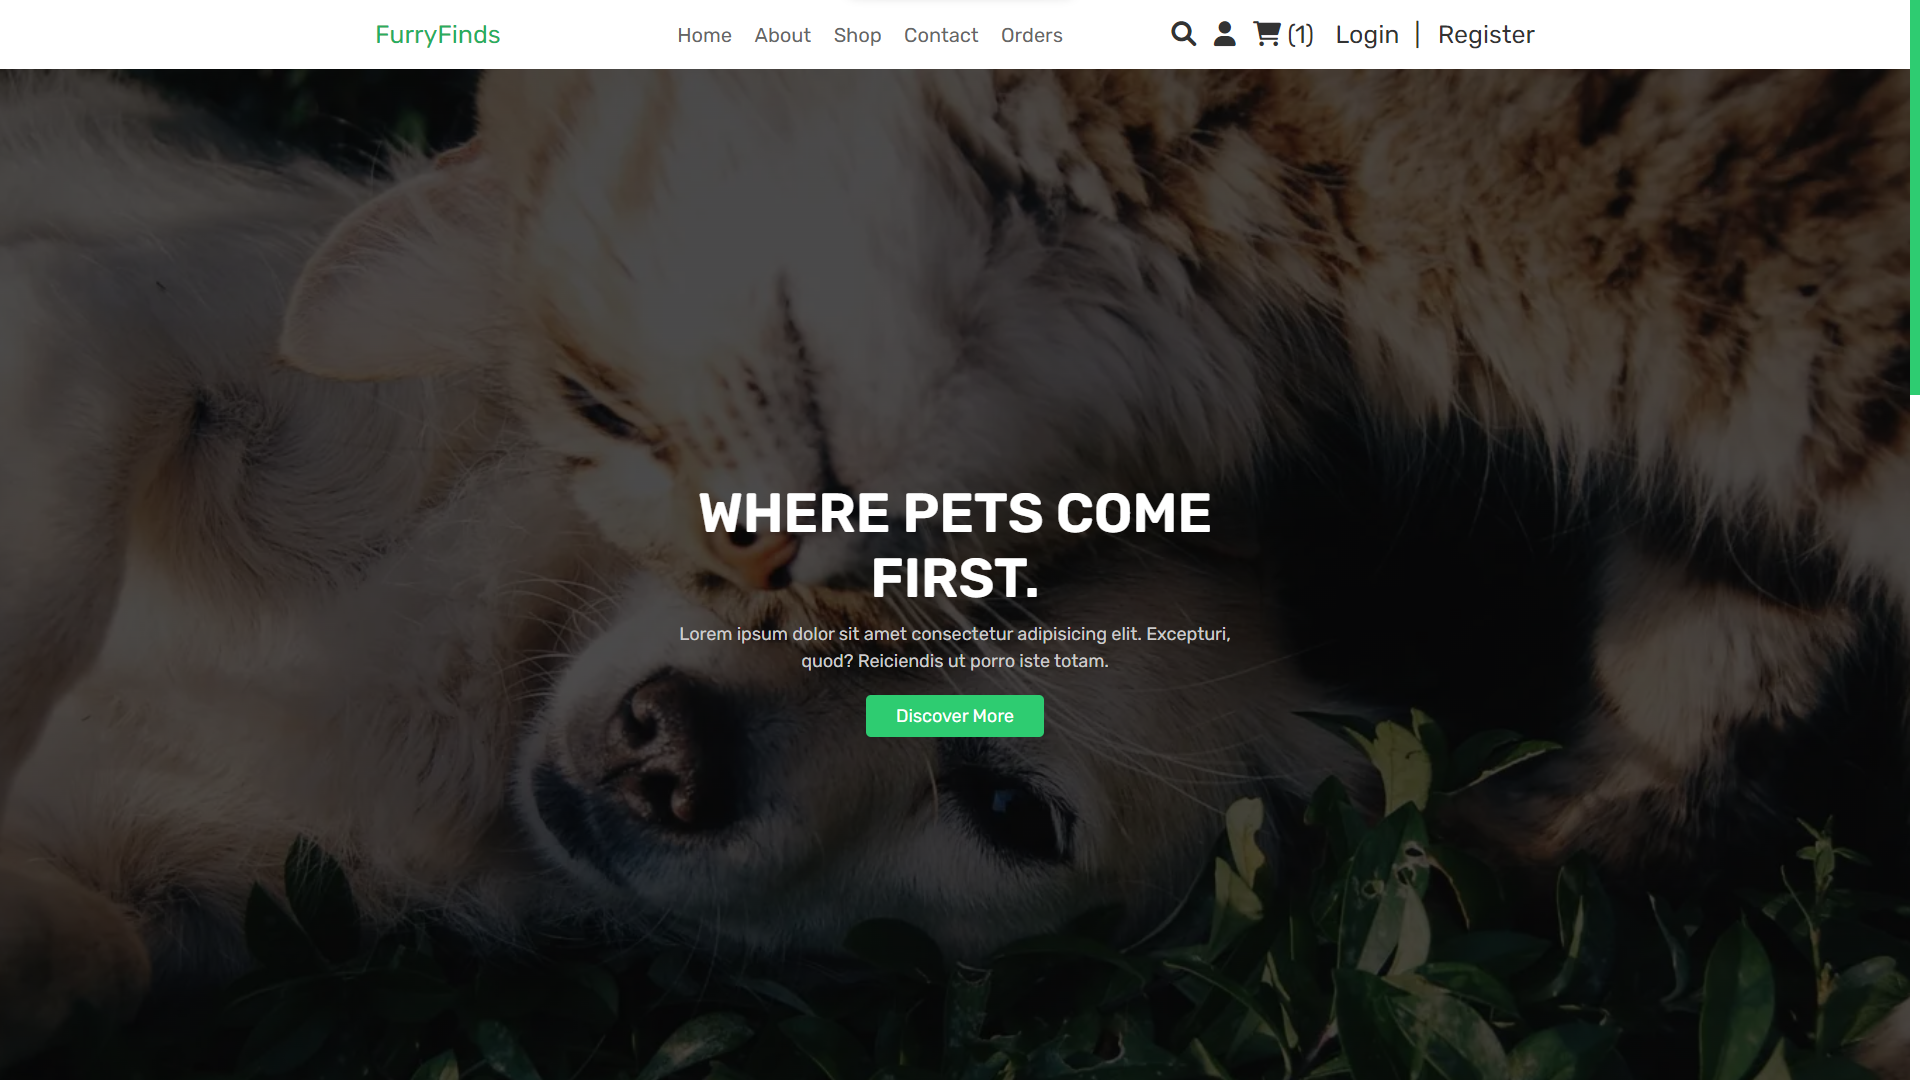 FurryFinds
Home About Shop Contact Orders
(1) Login | Register
WHERE PETS COME
FIRST.
Lorem ipsum dolor sit amet consectetur adipisicing elit. Excepturi,
quod? Reiciendis ut porro iste totam.
Discover More